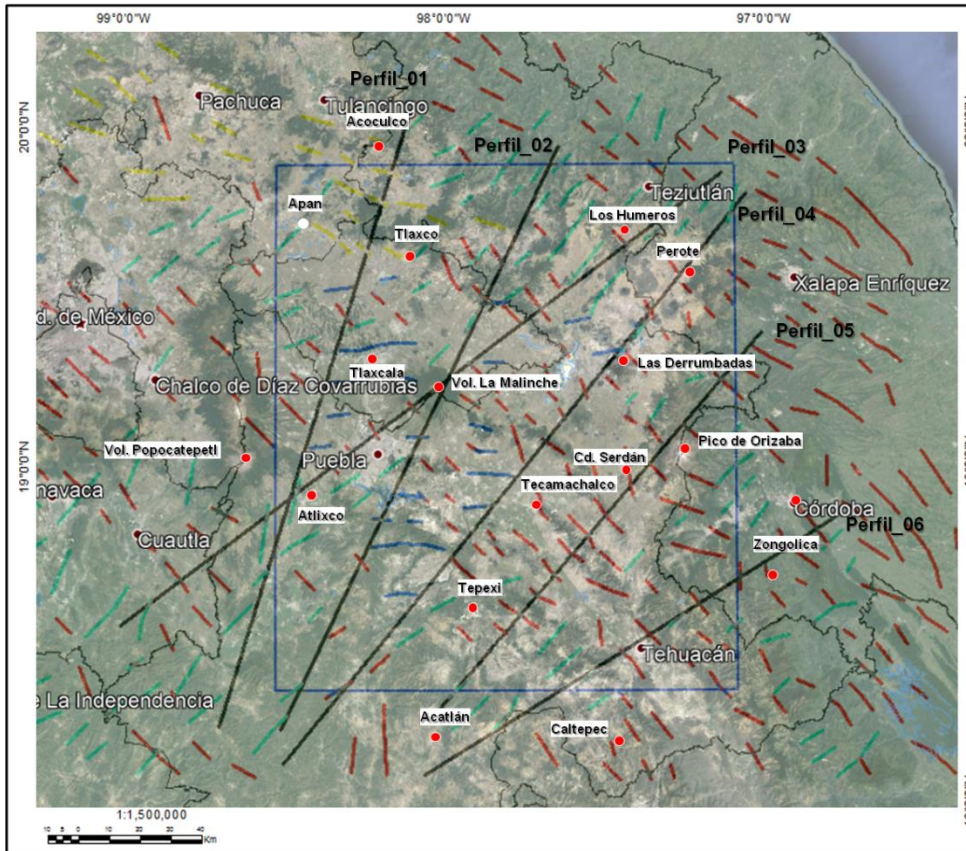 99°0'0"W
98°0'0"W
97°0'0"W
20°0'0"N
19°0'0"N
Perfil_01
Pachuca
Tulancingo
Acoculco
Perfil_02
Perfil_03
Teziutlán
Perfil_04
Apan
Los Humeros
Tlaxco
Perote
Xalapa Enríquez
d. de México
Perfil_05
Las Derrumbadas
Tlaxcala
Chalco de Díaz Covarrubias
Vol. La Malinche
Vol. Popocatepetl
Puebla
Pico de Orizaba
Cd. Serdán
Tecamachalco
navaca
Atlixco
Córdoba
Perfil_06
Cuautla
Zongolica
Tepexi
Tehuacán
e La Independencia
Acatlán
Caltepec
1:1,500,000
10 5 0 10 20 30 40
Km